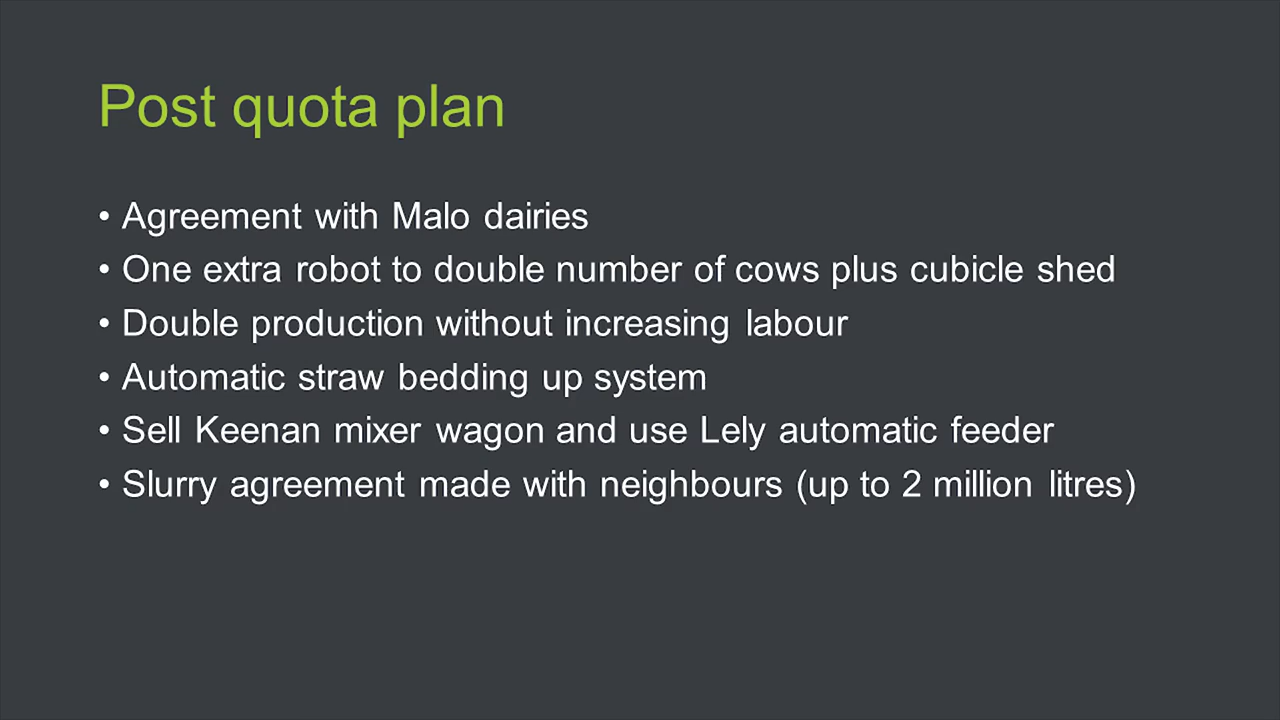 Post quota plan
• Agreement with Malo dairies
• One extra robot to double number of cows plus cubicle shed
• Double production without increasing labour
• Automatic straw bedding up system
• Sell Keenan mixer wagon and use Lely automatic feeder
• Slurry agreement made with neighbours (up to 2 million litres)